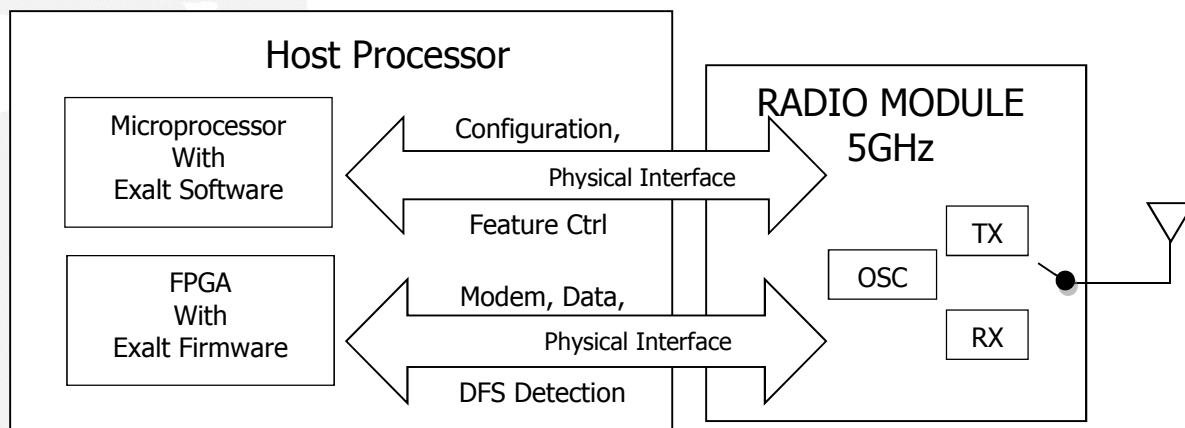 Host Processor
Microprocessor
With
Exalt Software
Configuration,
Physical Interface
Feature Ctrl
FPGA
With
Exalt Firmware
Modem, Data,
Physical Interface
DFS Detection
RADIO MODULE
5GHz
TX
OSC
RX